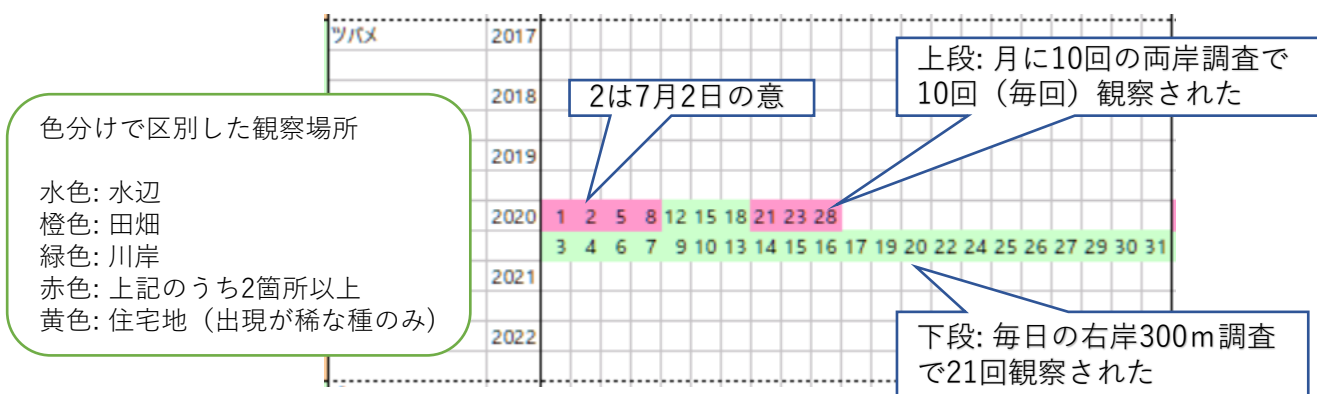 ツバメ 2017
2018
2019
2020 1 2 5 8 12 15 18 21 23 28
3 4 6 7 9 10 13 14 15 16 17 19 20 22 24 25 26 27 29 30 31
2021
2022
2は7月2日の意
上段: 月に10回の両岸調査で
10回（毎回）観察された
下段: 毎日の右岸300ｍ調査
で21回観察された
色分けで区別した観察場所
水色: 水辺
橙色: 田畑
緑色: 川岸
赤色: 上記のうち2箇所以上
黄色: 住宅地（出現が稀な種のみ）